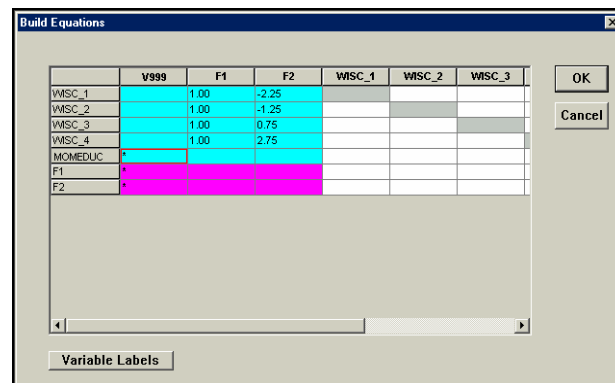 Build Equations
V999 F1 F2 WISC_1 WISC_2 WISC_3
WISC_1 1.00 -2.25
WISC_2 1.00 -1.25
WISC_3 1.00 0.75
WISC_4 1.00 2.75
MOMEDUC *
F1 *
F2 *
OK
Cancel
Variable Labels